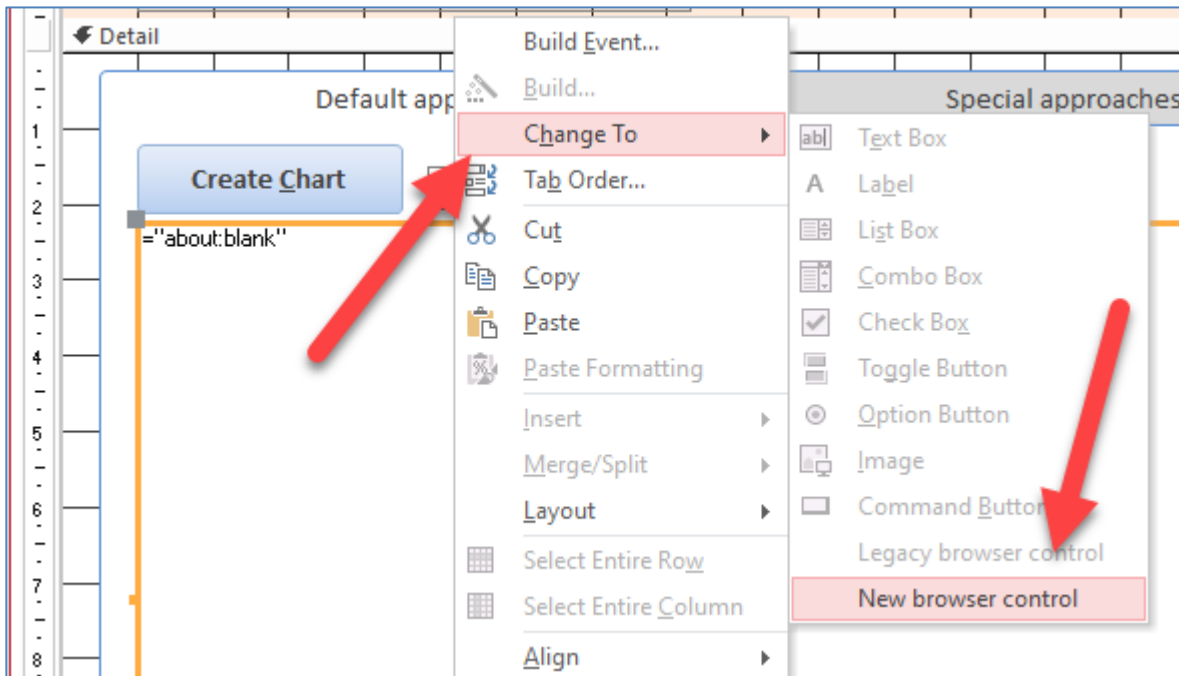 Detail
Default app
Special approaches
Create Chart
="about:blank"
1
2
3
4
5
6
7
8
Build Event...
Build...
Change To
Tab Order...
Cut
Copy
Paste
Paste Formatting
Insert
Merge/Split
Layout
Select Entire Row
Select Entire Column
Align
ab Text Box
A Label
List Box
Combo Box
Check Box
Toggle Button
Option Button
Image
Command Button
Legacy browser control
New browser control